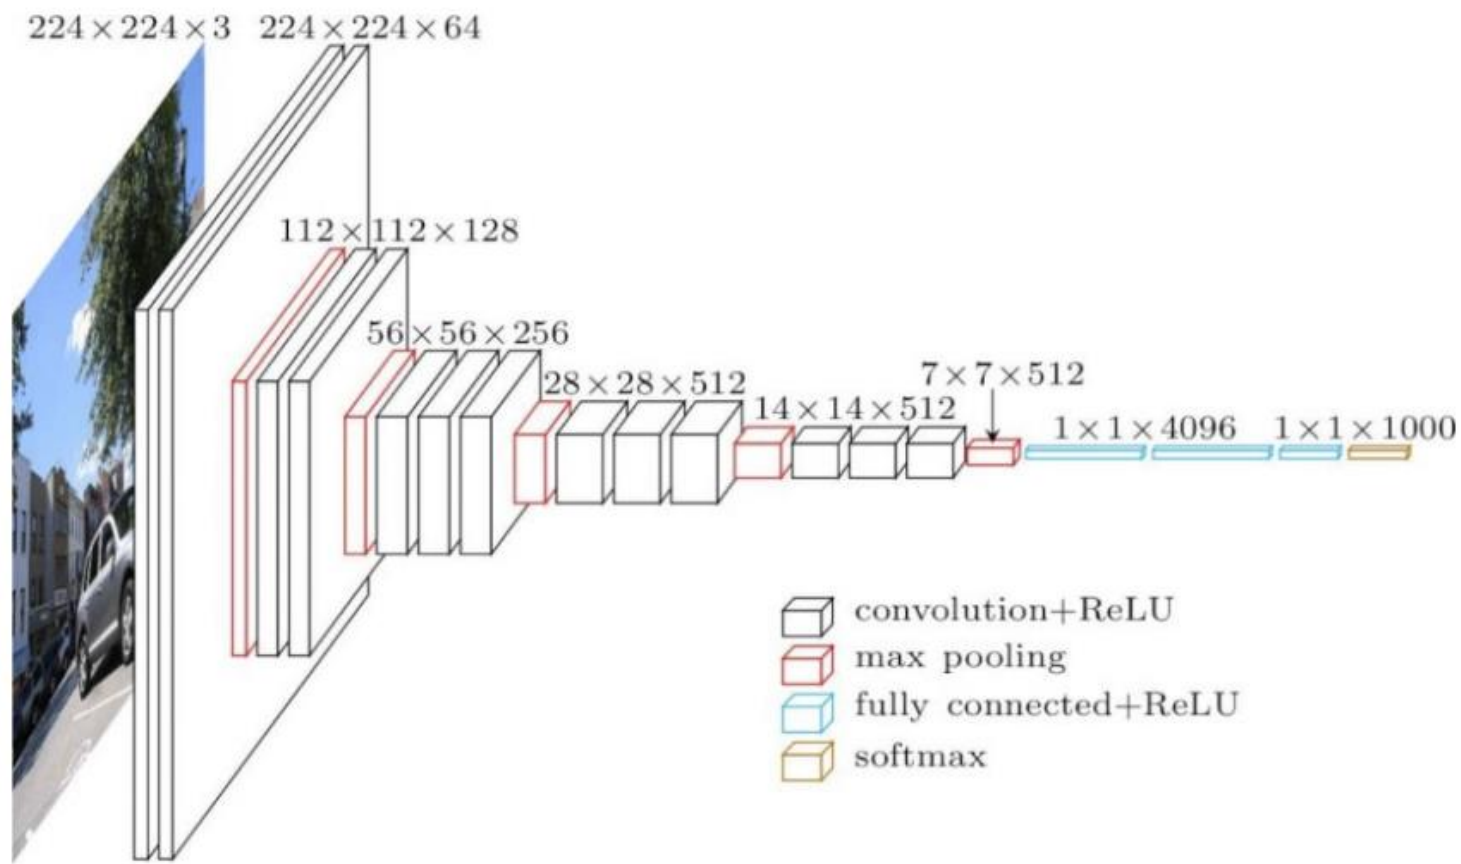 224×224×3
224×224×64
112×112×128
56×56×256
28×28×512
14×14×512
7×7×512
1×1×4096
1×1×1000
convolution+ReLU
max pooling
fully connected+ReLU
softmax